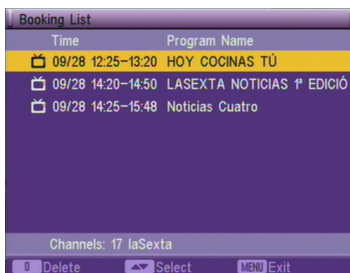 Booking List
Time Program Name
09/28 12:25-13:20 HOY COCINAS TÚ
09/28 14:20-14:50 LASEXTA NOTICIAS 1ª EDICIÓ
09/28 14:25-15:48 Noticias Cuatro
Channels: 17 laSexta
0 Delete Select MENU Exit